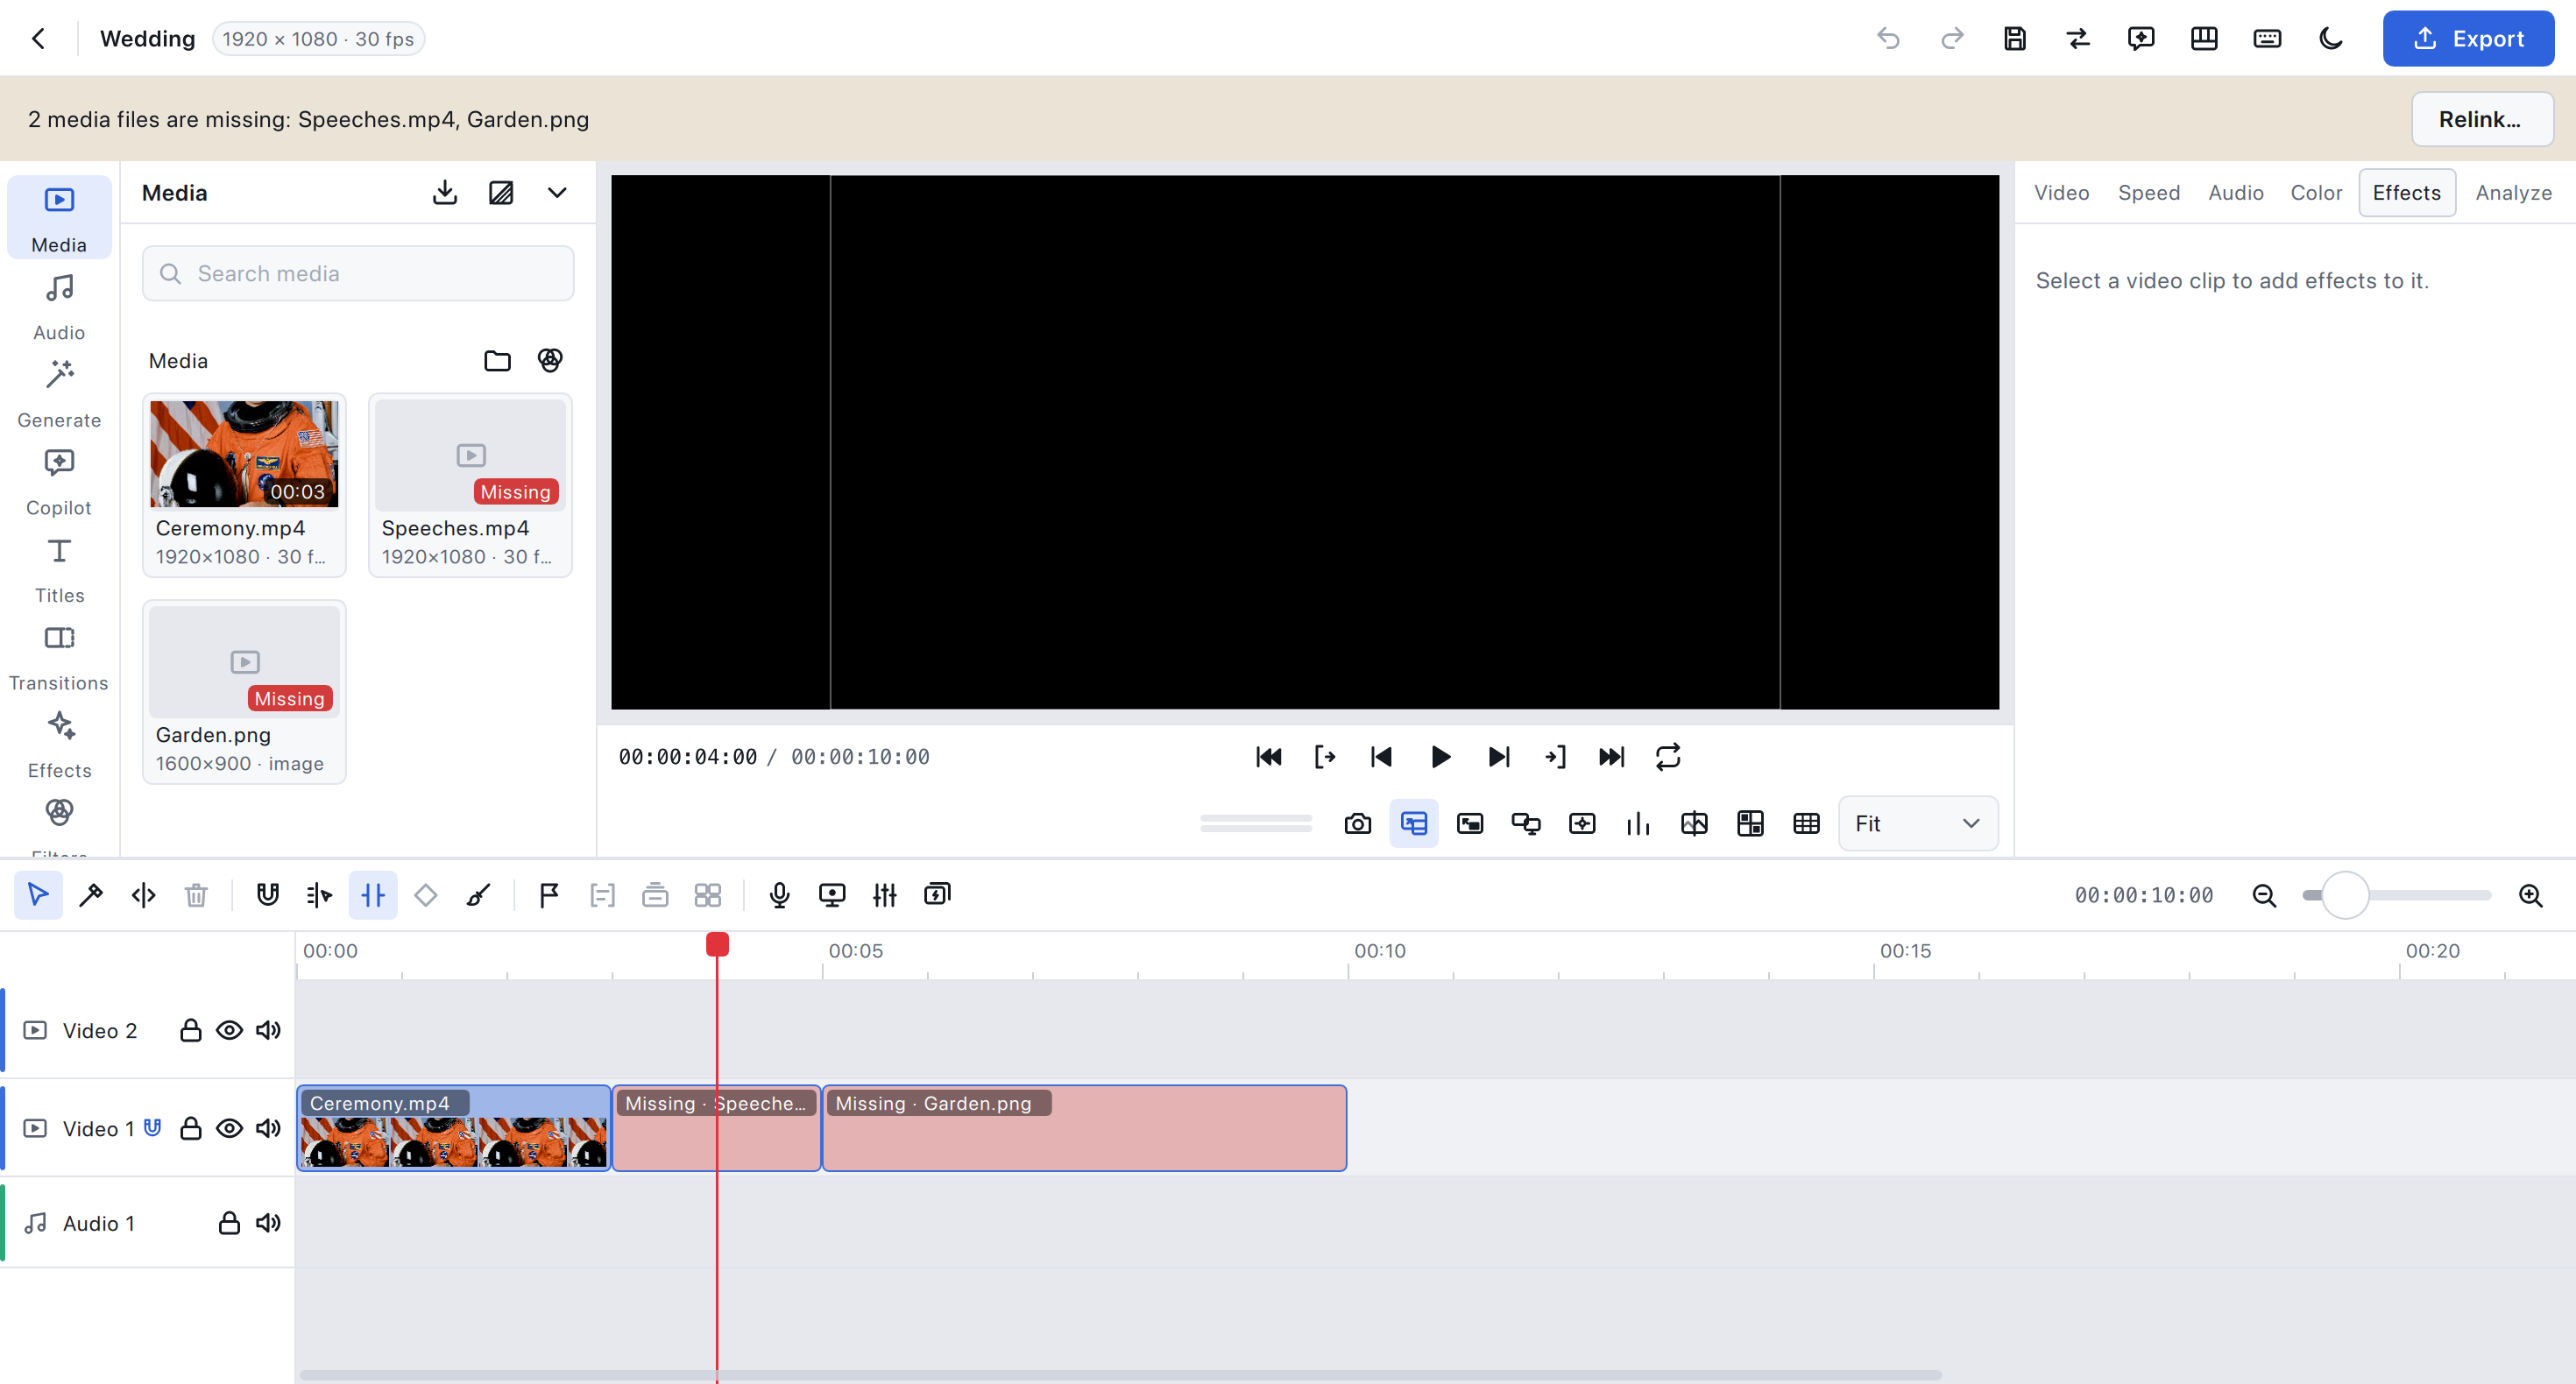 Wedding
1920 × 1080 · 30 fps
Export
2 media files are missing: Speeches.mp4, Garden.png
Relink…
Media
Audio
Generate
Copilot
Titles
Transitions
Effects
Filters
Media
Search media
Media
00:03
Ceremony.mp4
1920×1080 · 30 f…
Missing
Speeches.mp4
1920×1080 · 30 f…
Missing
Garden.png
1600×900 · image
00:00:04:00 / 00:00:10:00
Fit
Video Speed Audio Color Effects Analyze
Select a video clip to add effects to it.
00:00:10:00
00:00 00:05 00:10 00:15 00:20
Video 2
Video 1
Ceremony.mp4
Missing · Speeche…
Missing · Garden.png
Audio 1